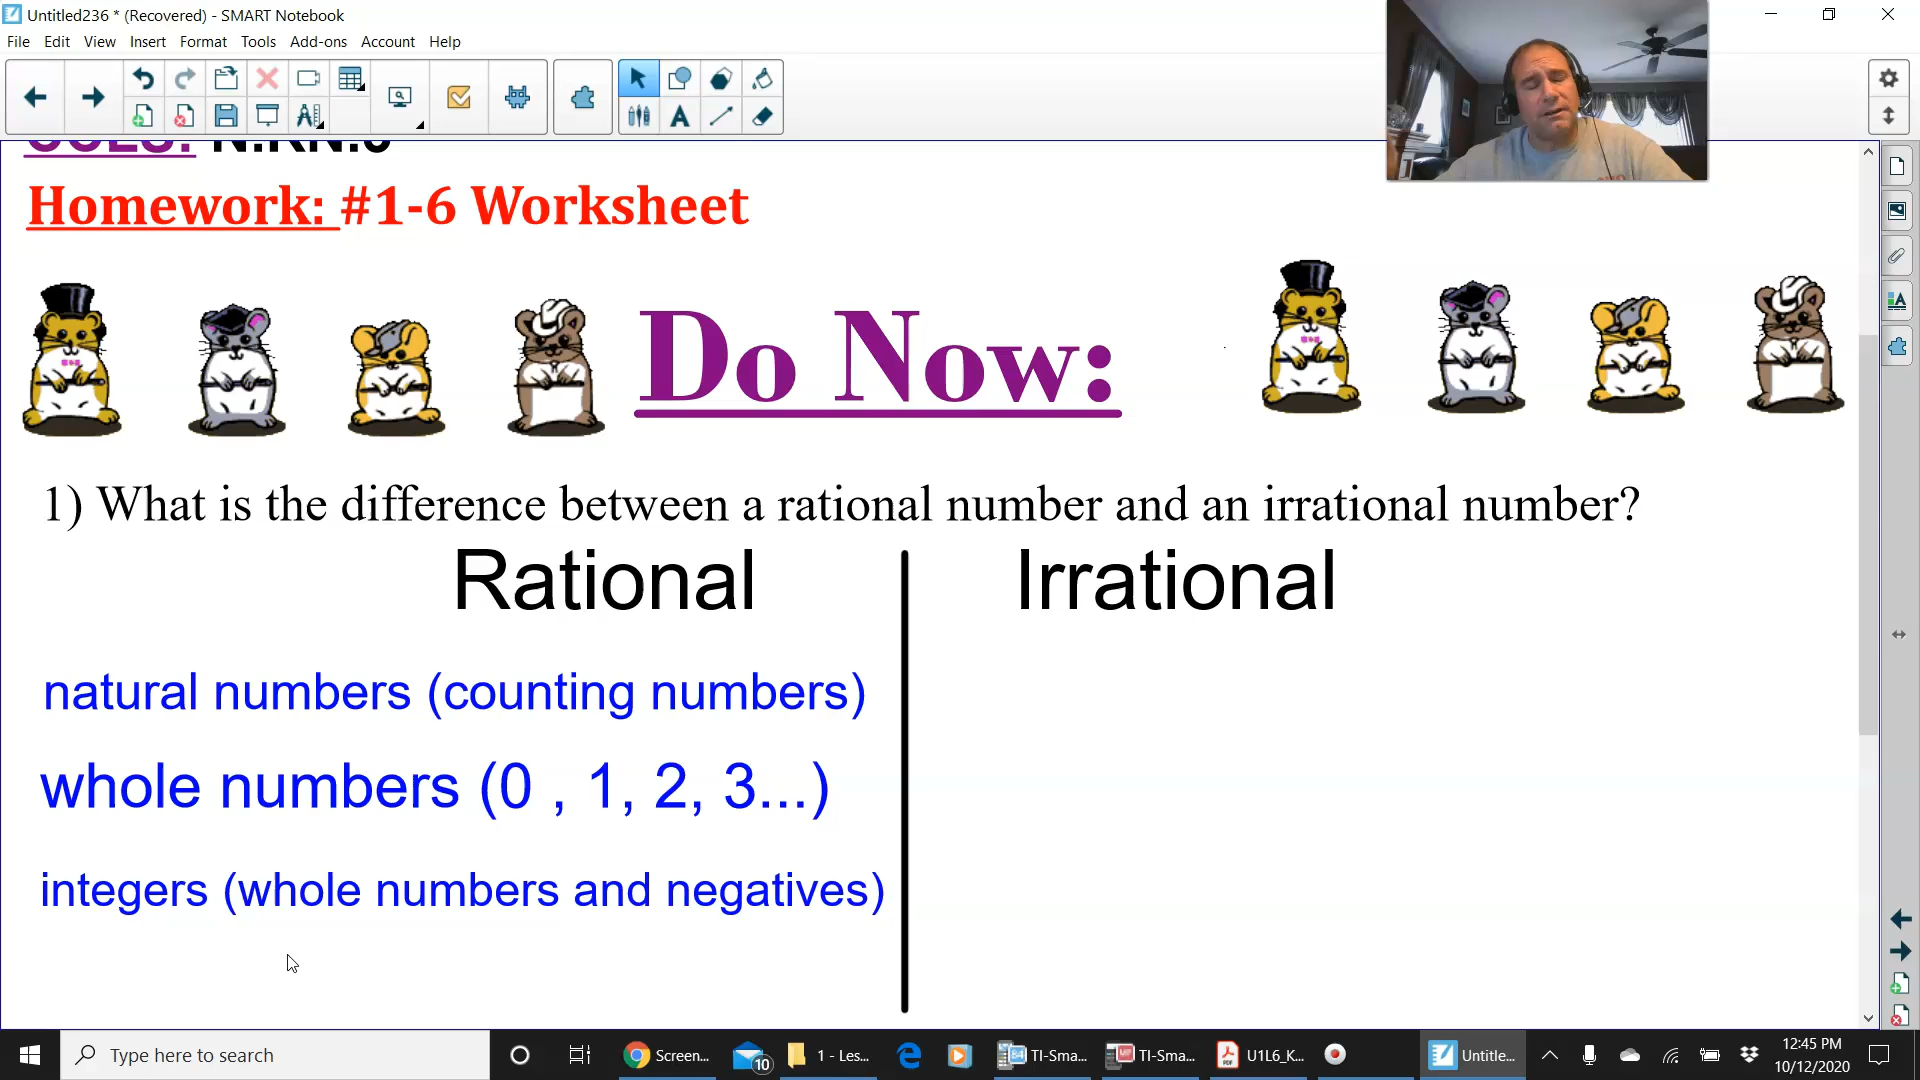 Untitled236 * (Recovered) - SMART Notebook
File Edit View Insert Format Tools Add-ons Account Help
Homework: #1-6 Worksheet
Do Now:
1) What is the difference between a rational number and an irrational number?
Rational Irrational
natural numbers (counting numbers)
whole numbers (0 , 1, 2, 3...)
integers (whole numbers and negatives)
Type here to search
Screen...
10
1 - Les...
TI-Sma...
TI-Sma...
U1L6_K...
Untitle...
12:45 PM
10/12/2020